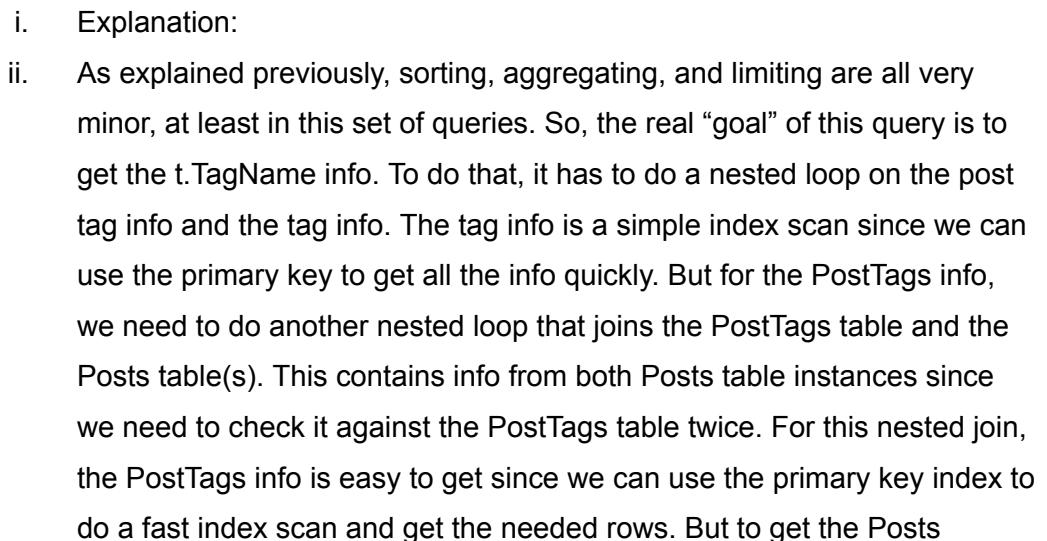 i. Explanation:
ii. As explained previously, sorting, aggregating, and limiting are all very
minor, at least in this set of queries. So, the real “goal” of this query is to
get the t.TagName info. To do that, it has to do a nested loop on the post
tag info and the tag info. The tag info is a simple index scan since we can
use the primary key to get all the info quickly. But for the PostTags info,
we need to do another nested loop that joins the PostTags table and the
Posts table(s). This contains info from both Posts table instances since
we need to check it against the PostTags table twice. For this nested join,
the PostTags info is easy to get since we can use the primary key index to
do a fast index scan and get the needed rows. But to get the Posts